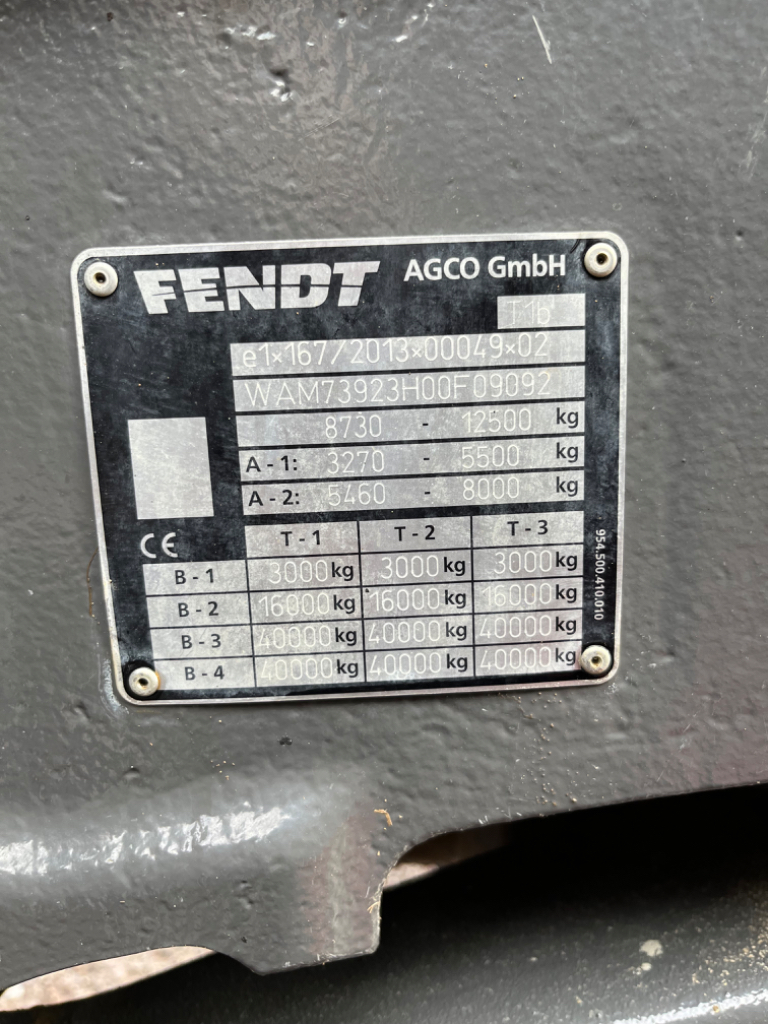 FENDT AGCO GmbH
T1b
e1*167/2013*00049*02
WAM73923H00F09092
8730 - 12500 kg
A - 1: 3270 - 5500 kg
A - 2: 5460 - 8000 kg
CE T - 1 T - 2 T - 3
B - 1 3000 kg 3000 kg 3000 kg
B - 2 16000 kg 16000 kg 16000 kg
B - 3 40000 kg 40000 kg 40000 kg
B - 4 40000 kg 40000 kg 40000 kg
954.500.410.010